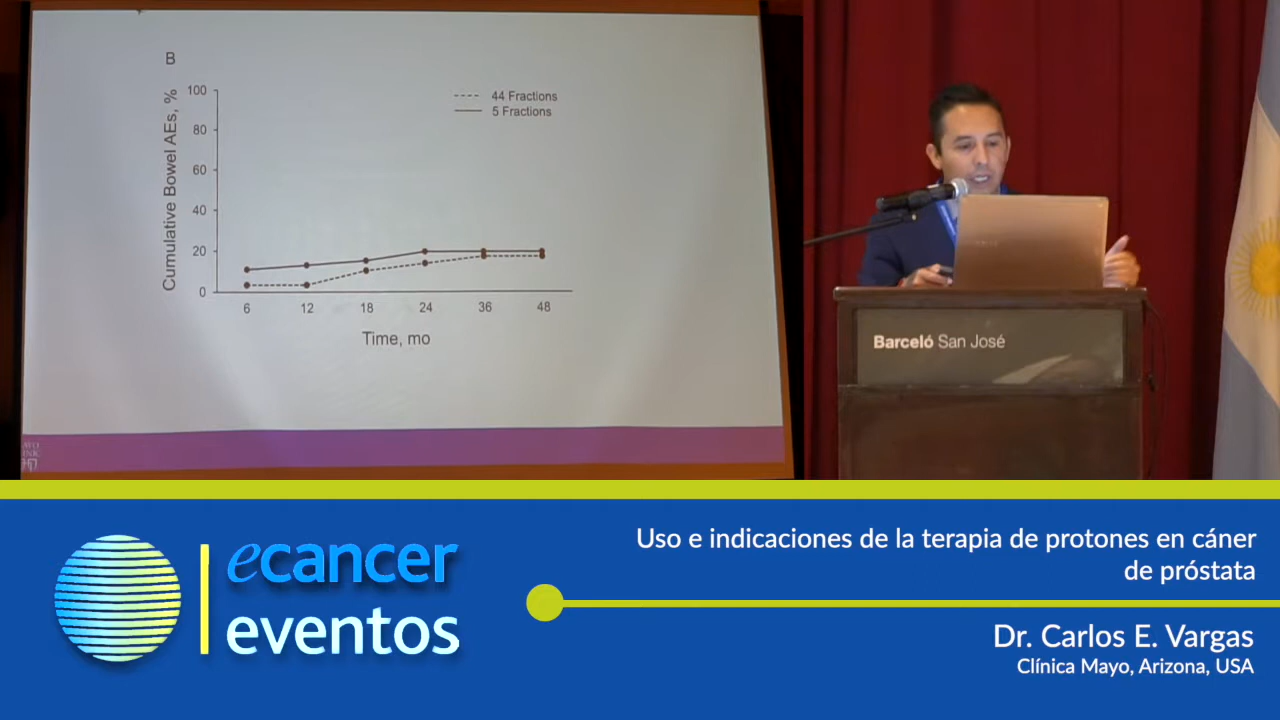 B
Cumulative Bowel AEs, %
100
80
60
40
20
0
44 Fractions
5 Fractions
6 12 18 24 36 48
Time, mo
Barceló San José
ecancer
eventos
Uso e indicaciones de la terapia de protones en cáner
de próstata
Dr. Carlos E. Vargas
Clínica Mayo, Arizona, USA